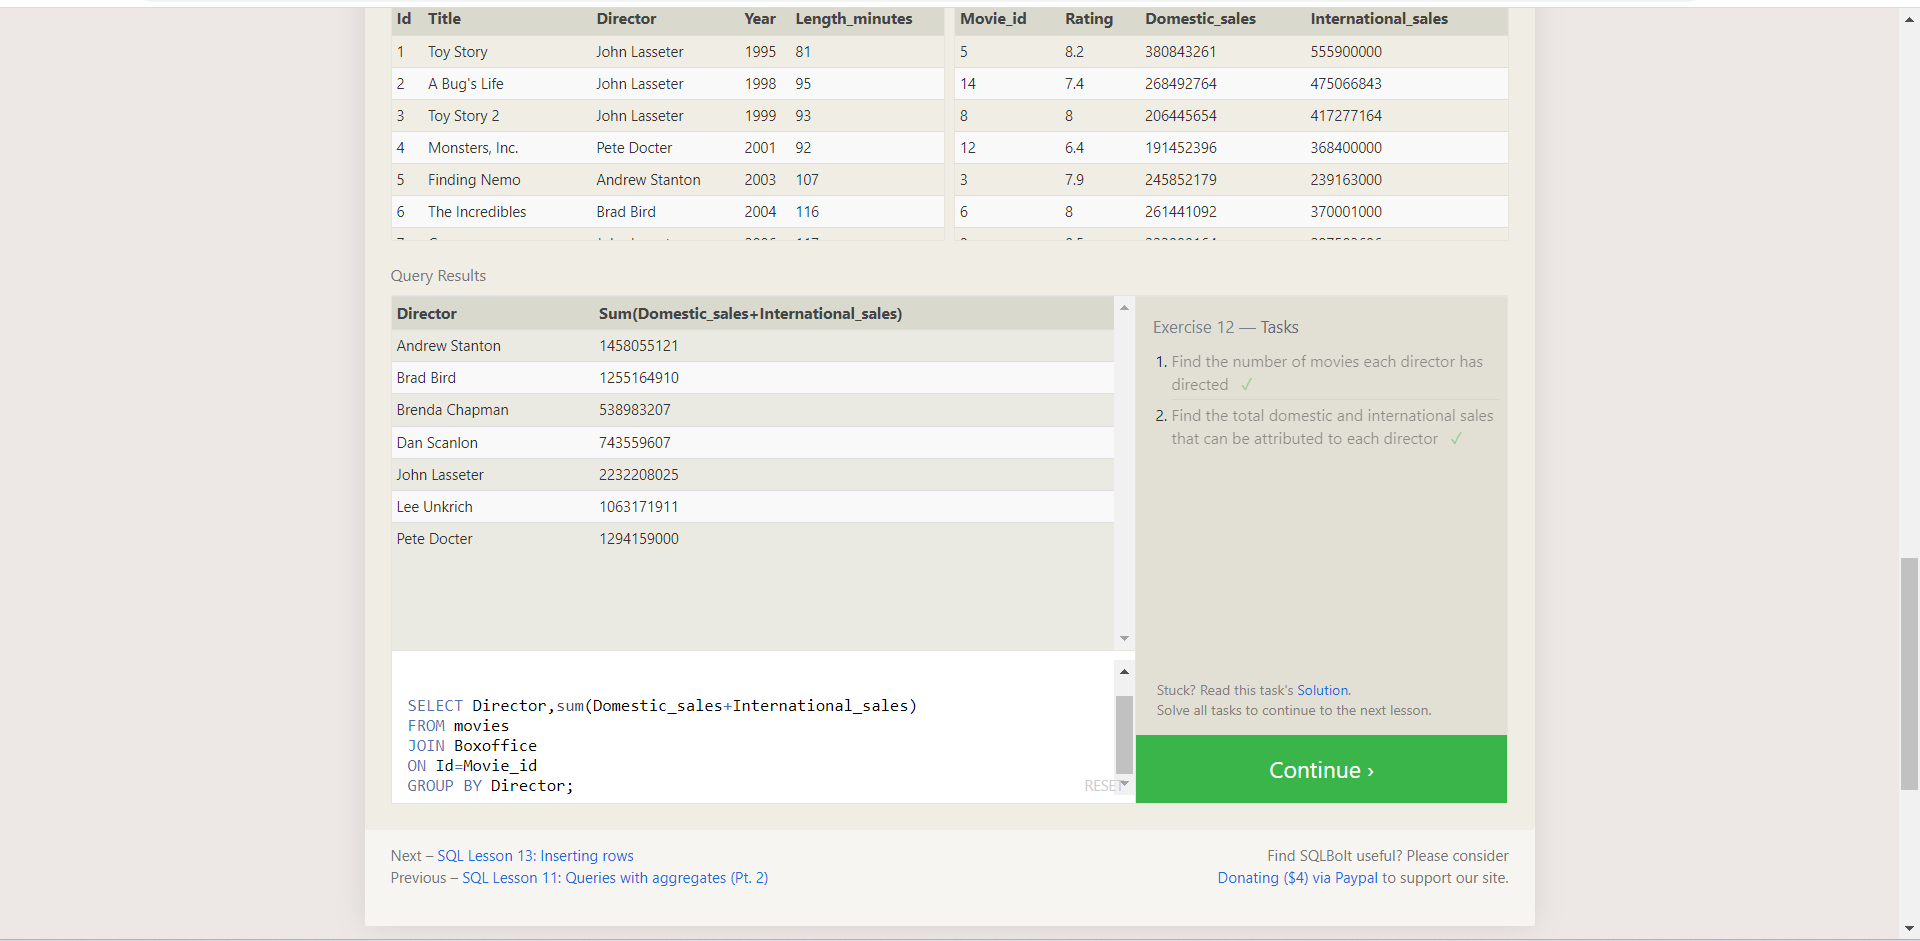 Id Title Director Year Length_minutes
1 Toy Story John Lasseter 1995 81
2 A Bug's Life John Lasseter 1998 95
3 Toy Story 2 John Lasseter 1999 93
4 Monsters, Inc. Pete Docter 2001 92
5 Finding Nemo Andrew Stanton 2003 107
6 The Incredibles Brad Bird 2004 116
Movie_id Rating Domestic_sales International_sales
5 8.2 380843261 555900000
14 7.4 268492764 475066843
8 8 206445654 417277164
12 6.4 191452396 368400000
3 7.9 245852179 239163000
6 8 261441092 370001000
Query Results
Director Sum(Domestic_sales+International_sales)
Andrew Stanton 1458055121
Brad Bird 1255164910
Brenda Chapman 538983207
Dan Scanlon 743559607
John Lasseter 2232208025
Lee Unkrich 1063171911
Pete Docter 1294159000
SELECT Director,sum(Domestic_sales+International_sales)
FROM movies
JOIN Boxoffice
ON Id=Movie_id
GROUP BY Director;
RESET
Exercise 12 — Tasks
1. Find the number of movies each director has
directed ✓
2. Find the total domestic and international sales
that can be attributed to each director ✓
Stuck? Read this task's Solution.
Solve all tasks to continue to the next lesson.
Continue ›
Next – SQL Lesson 13: Inserting rows
Previous – SQL Lesson 11: Queries with aggregates (Pt. 2)
Find SQLBolt useful? Please consider
Donating ($4) via Paypal to support our site.